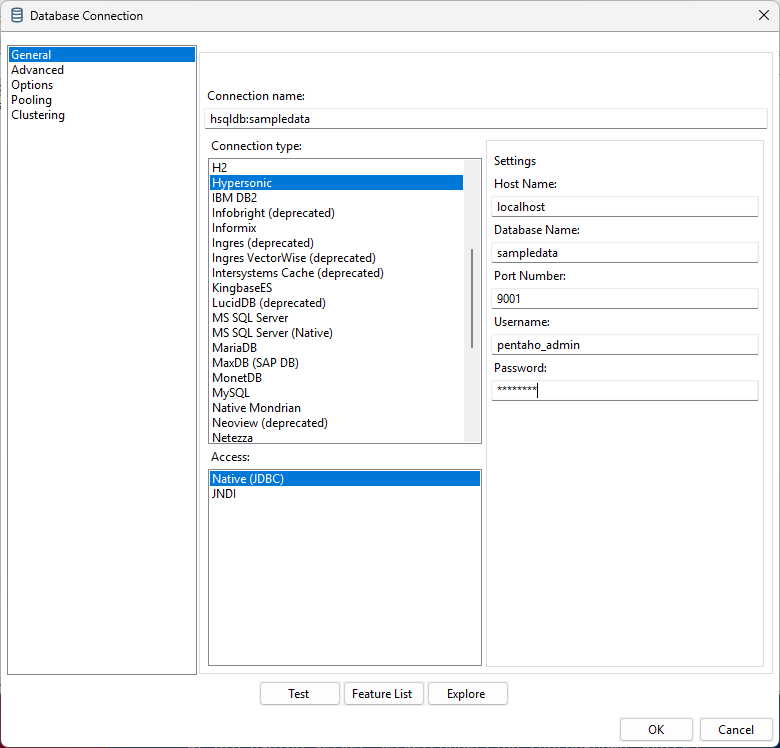 Database Connection
General
Advanced
Options
Pooling
Clustering
Connection name:
hsqldb:sampledata
Connection type:
H2
Hypersonic
IBM DB2
Infobright (deprecated)
Informix
Ingres (deprecated)
Ingres VectorWise (deprecated)
Intersystems Cache (deprecated)
KingbaseES
LucidDB (deprecated)
MS SQL Server
MS SQL Server (Native)
MariaDB
MaxDB (SAP DB)
MonetDB
MySQL
Native Mondrian
Neoview (deprecated)
Netezza
Access:
Native (JDBC)
JNDI
Settings
Host Name:
localhost
Database Name:
sampledata
Port Number:
9001
Username:
pentaho_admin
Password:
********
Test
Feature List
Explore
OK
Cancel